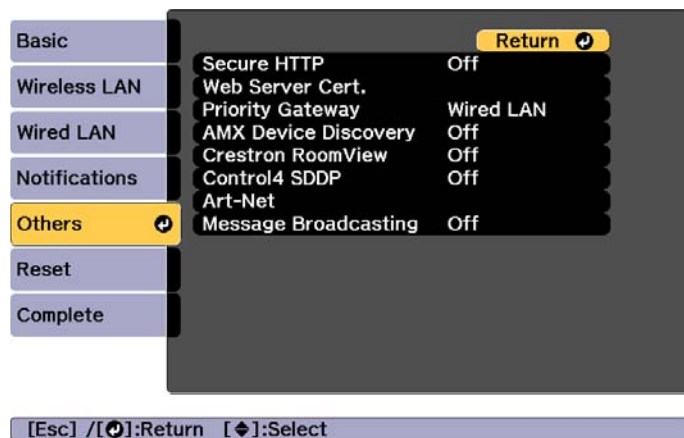 Basic
Wireless LAN
Wired LAN
Notifications
Others
Reset
Complete
Return
Secure HTTP Off
Web Server Cert.
Priority Gateway Wired LAN
AMX Device Discovery Off
Crestron RoomView Off
Control4 SDDP Off
Art-Net
Message Broadcasting Off
[Esc] /[⏎]:Return [◆]:Select